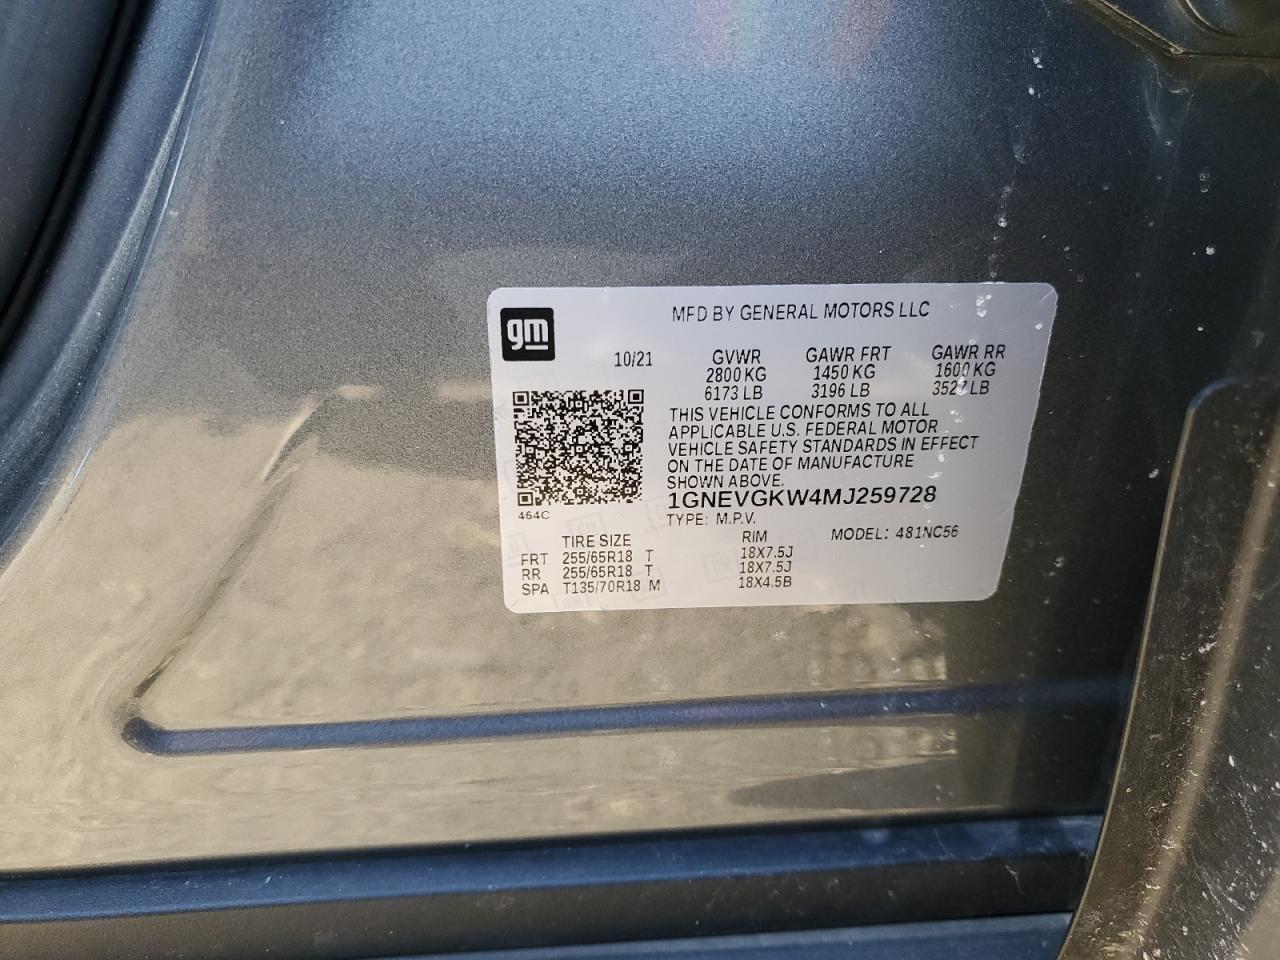 gm
MFD BY GENERAL MOTORS LLC
10/21 GVWR GAWR FRT GAWR RR
2800 KG 1450 KG 1600 KG
6173 LB 3196 LB 3527 LB
THIS VEHICLE CONFORMS TO ALL
APPLICABLE U.S. FEDERAL MOTOR
VEHICLE SAFETY STANDARDS IN EFFECT
ON THE DATE OF MANUFACTURE
SHOWN ABOVE.
1GNEVGKW4MJ259728
464C
TYPE: M.P.V.
MODEL: 481NC56
TIRE SIZE RIM
FRT 255/65R18 T 18X7.5J
RR 255/65R18 T 18X7.5J
SPA T135/70R18 M 18X4.5B